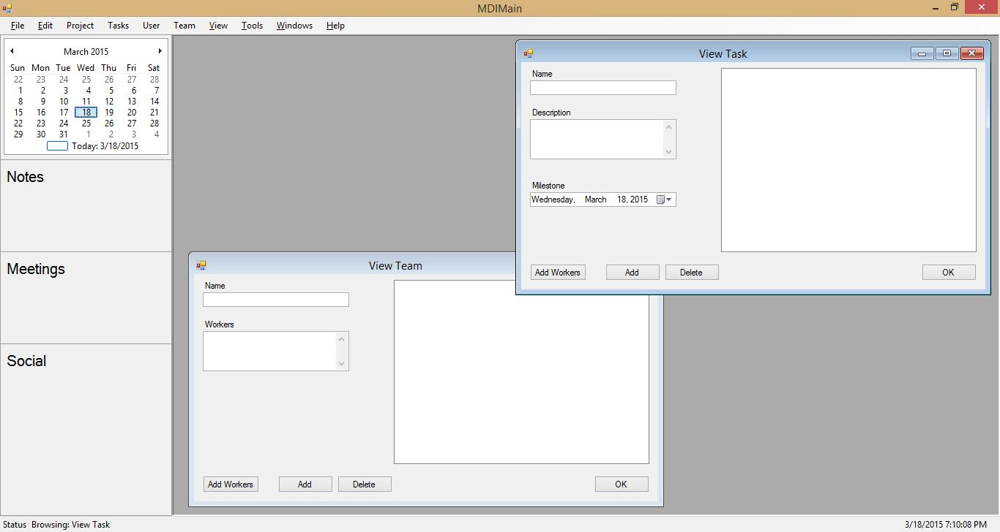 MDIMain
File Edit Project Tasks User Team View Tools Windows Help
March 2015
Sun Mon Tue Wed Thu Fri Sat
22 23 24 25 26 27 28
1 2 3 4 5 6 7
8 9 10 11 12 13 14
15 16 17 18 19 20 21
22 23 24 25 26 27 28
29 30 31 1 2 3 4
Today: 3/18/2015
Notes
Meetings
Social
View Task
Name
Description
Milestone
Wednesday, March 18, 2015
Add Workers Add Delete OK
View Team
Name
Workers
Add Workers Add Delete OK
Status Browsing: View Task 3/18/2015 7:10:08 PM